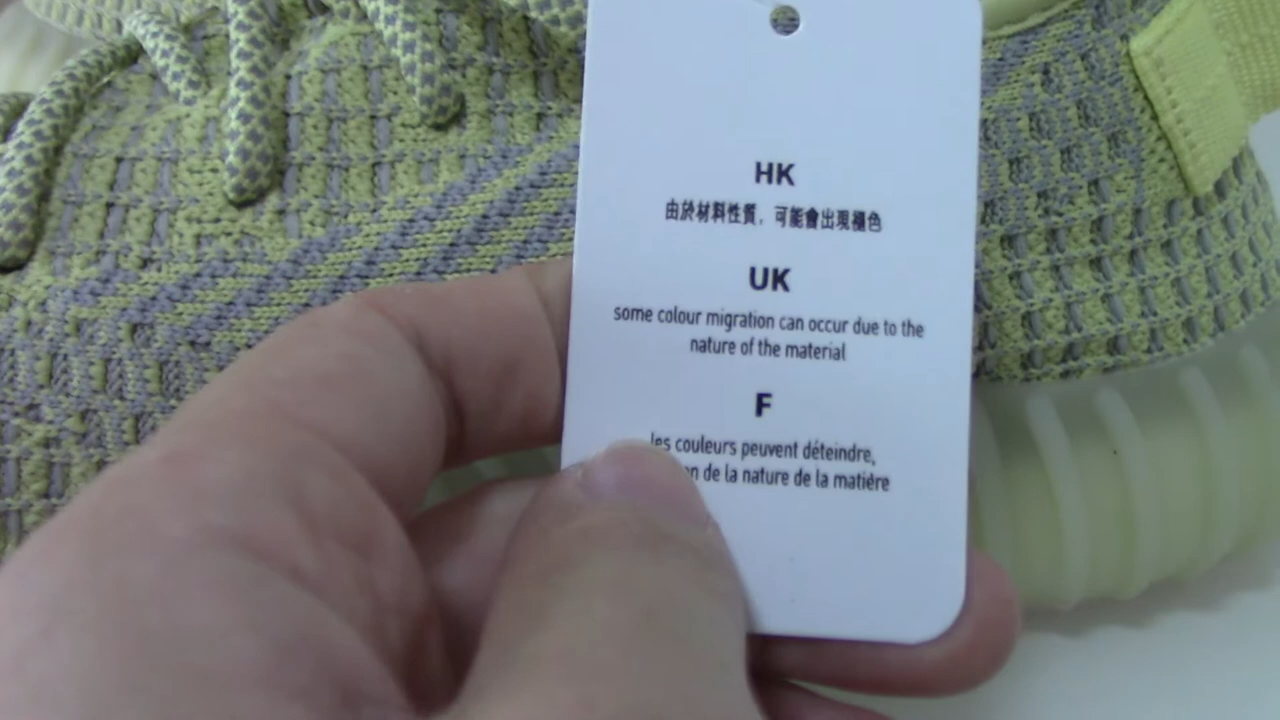 HK
由於材料性質，可能會出現褪色
UK
some colour migration can occur due to the
nature of the material
F
les couleurs peuvent déteindre,
de la nature de la matière